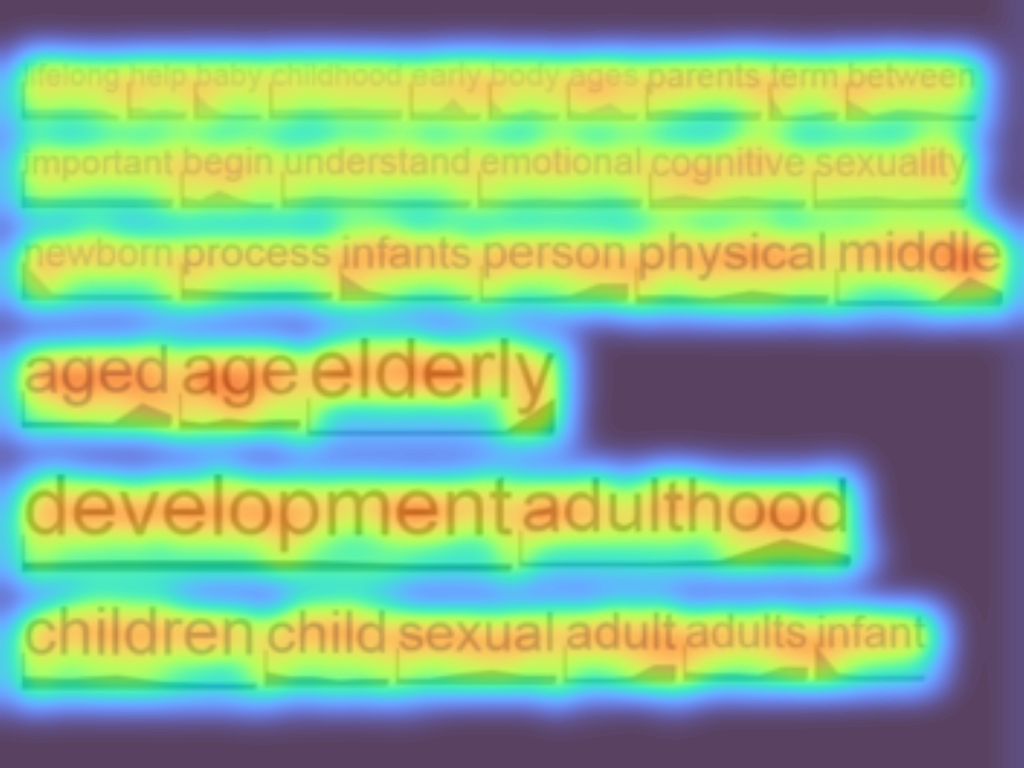 lifelong help baby childhood early body ages parents term between
important begin understand emotional cognitive sexuality
newborn process infants person physical middle
aged age elderly
development adulthood
children child sexual adult adults infant